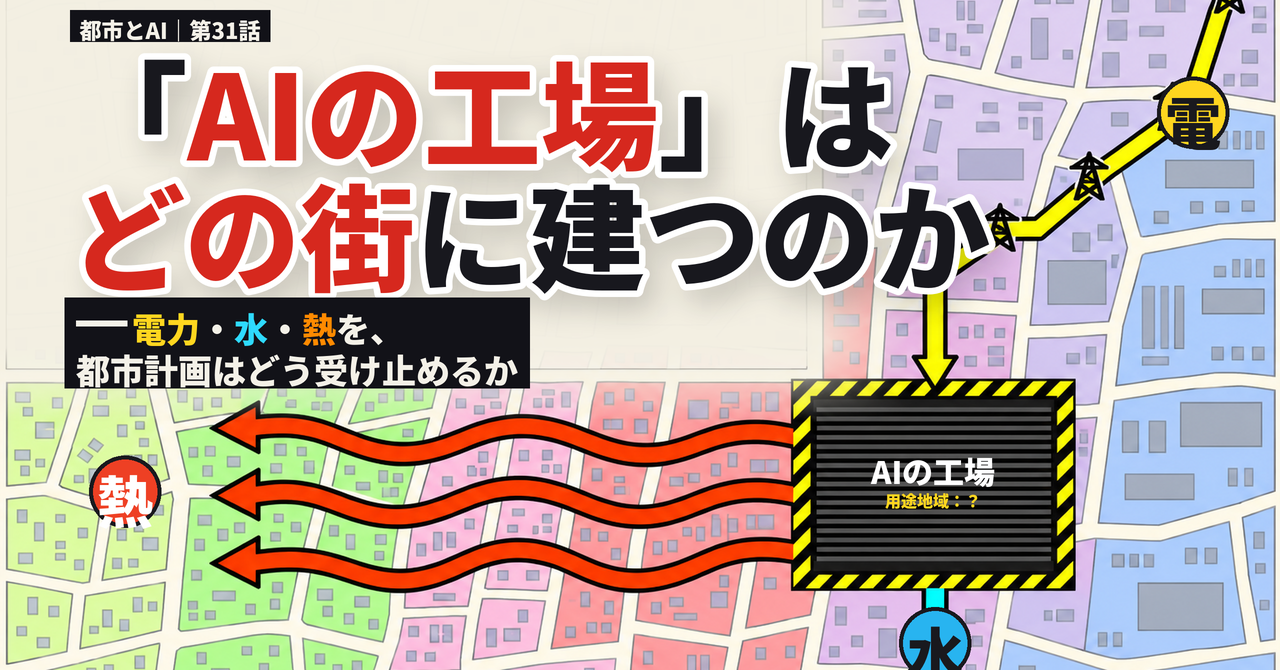 都市とAI｜第31話
「AIの工場」は
どの街に建つのか
━電力・水・熱を、
都市計画はどう受け止めるか
電
熱
AIの工場
用途地域：？
水